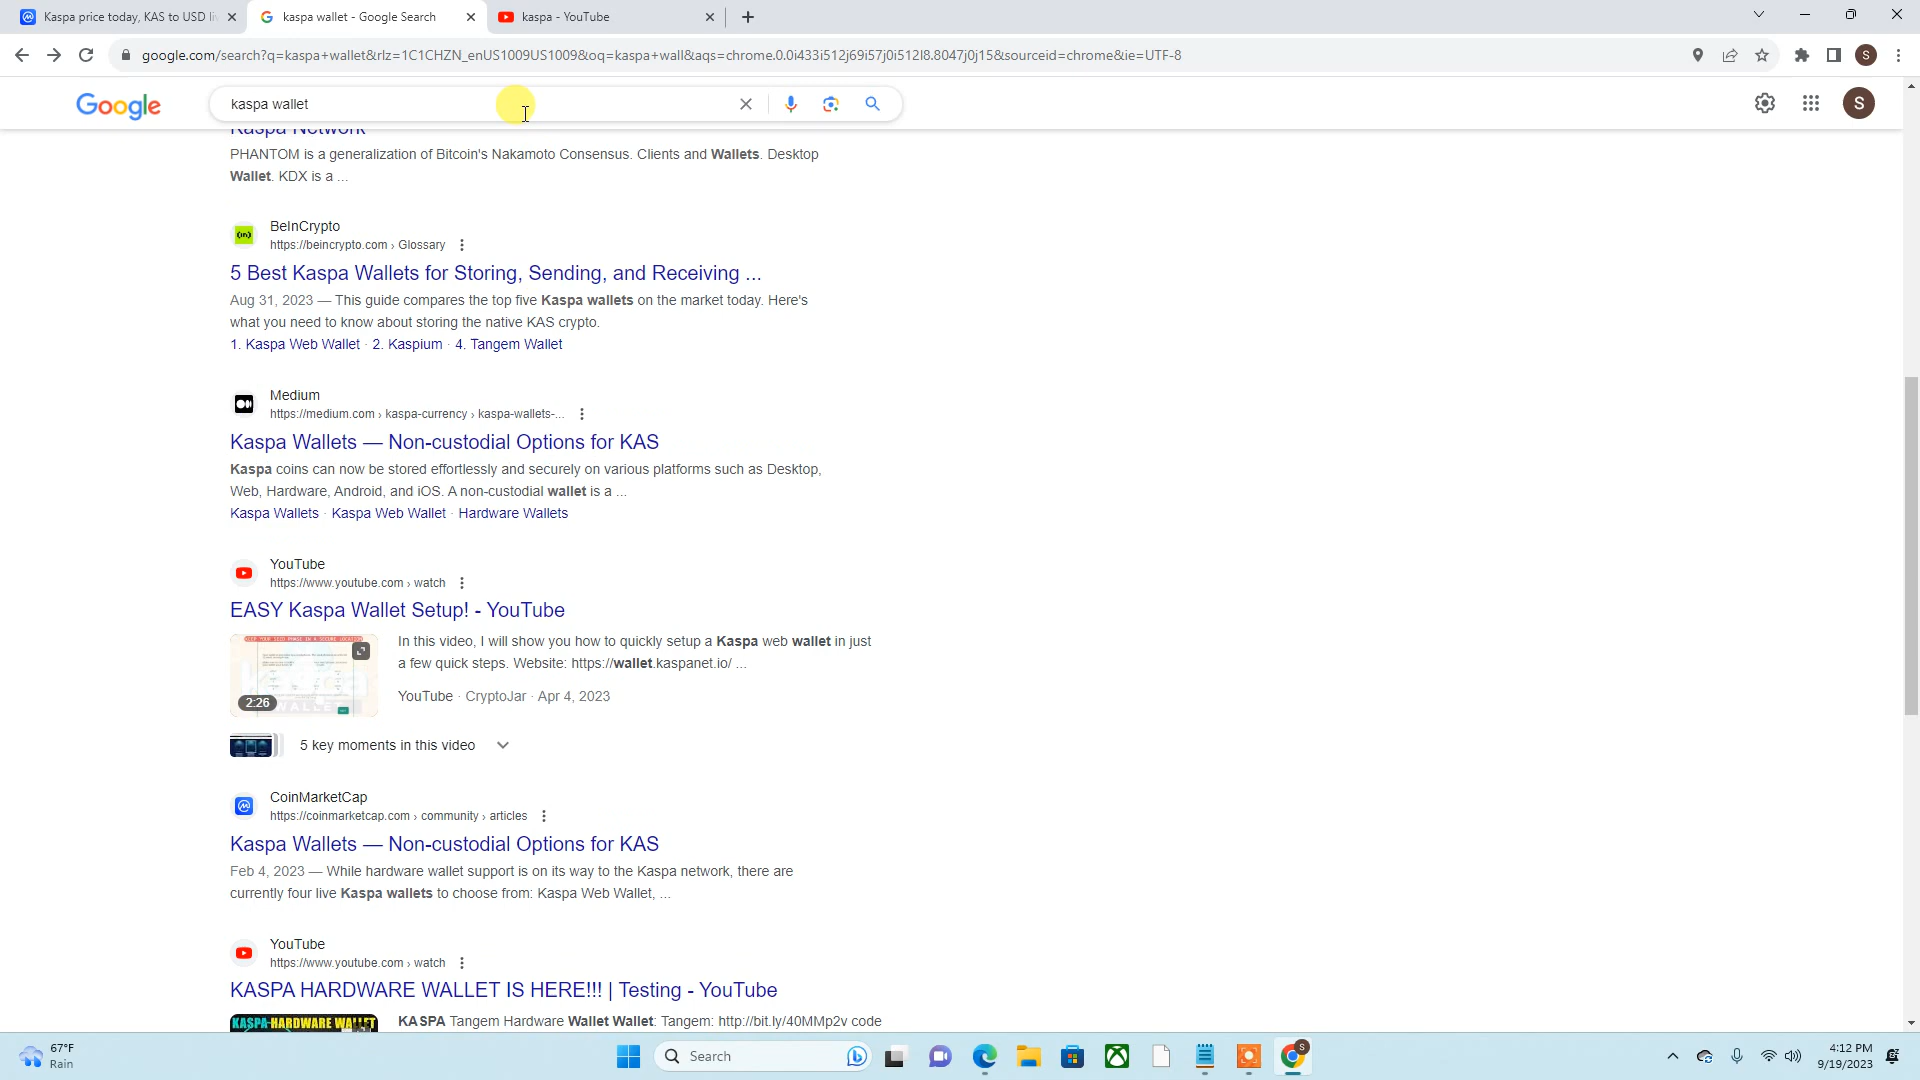 Kaspa price today, KAS to USD li
kaspa wallet - Google Search
kaspa - YouTube
google.com/search?q=kaspa+wallet&rlz=1C1CHZN_enUS1009US1009&oq=kaspa+wall&aqs=chrome.0.0i433i512j69i57j0i512l8.8047j0j15&sourceid=chrome&ie=UTF-8
S
Google
kaspa wallet
S
Kaspa Network
PHANTOM is a generalization of Bitcoin's Nakamoto Consensus. Clients and Wallets. Desktop
Wallet. KDX is a ...
BeInCrypto
https://beincrypto.com › Glossary
5 Best Kaspa Wallets for Storing, Sending, and Receiving ...
Aug 31, 2023 — This guide compares the top five Kaspa wallets on the market today. Here's
what you need to know about storing the native KAS crypto.
1. Kaspa Web Wallet · 2. Kaspium · 4. Tangem Wallet
Medium
https://medium.com › kaspa-currency › kaspa-wallets-...
Kaspa Wallets — Non-custodial Options for KAS
Kaspa coins can now be stored effortlessly and securely on various platforms such as Desktop,
Web, Hardware, Android, and iOS. A non-custodial wallet is a ...
Kaspa Wallets · Kaspa Web Wallet · Hardware Wallets
YouTube
https://www.youtube.com › watch
EASY Kaspa Wallet Setup! - YouTube
In this video, I will show you how to quickly setup a Kaspa web wallet in just
a few quick steps. Website: https://wallet.kaspanet.io/ ...
2:26
YouTube · CryptoJar · Apr 4, 2023
5 key moments in this video
CoinMarketCap
https://coinmarketcap.com › community › articles
Kaspa Wallets — Non-custodial Options for KAS
Feb 4, 2023 — While hardware wallet support is on its way to the Kaspa network, there are
currently four live Kaspa wallets to choose from: Kaspa Web Wallet, ...
YouTube
https://www.youtube.com › watch
KASPA HARDWARE WALLET IS HERE!!! | Testing - YouTube
KASPA-HARDWARE WALLET
KASPA Tangem Hardware Wallet Wallet: Tangem: http://bit.ly/40MMp2v code
67°F
Rain
Search
S
4:12 PM
9/19/2023